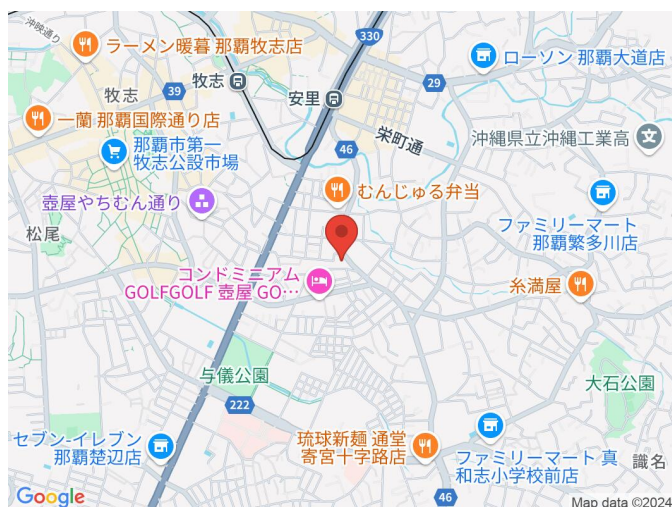 沖映通り
ラーメン暖暮 那覇牧志店
330
ローソン 那覇大道店
牧志
牧志
39
安里
29
一蘭 那覇国際通り店
栄町通
沖縄県立沖縄工業高
那覇市第一
牧志公設市場
46
むんじゅる弁当
壺屋やちむん通り
ファミリーマート
那覇繁多川店
松尾
コンドミニアム
GOLFGOLF 壺屋 GO…
糸満屋
与儀公園
大石公園
222
セブン-イレブン
那覇楚辺店
琉球新麺 通堂
寄宮十字路店
ファミリーマート 真
和志小学校前店
識名
46
Google
Map data ©2024